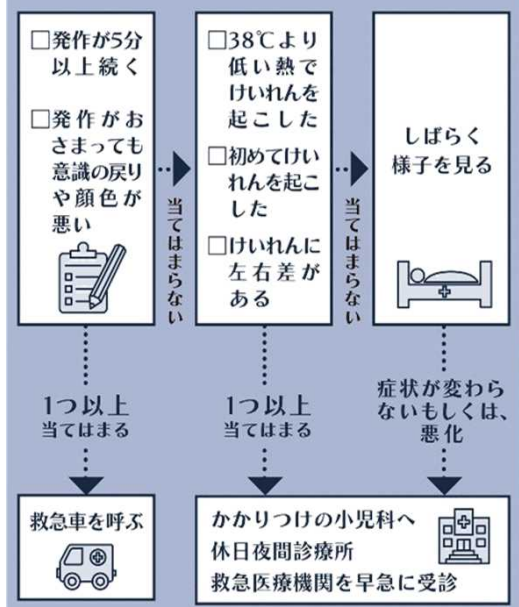 □発作が5分
以上続く
□発作がお
さまっても
意識の戻り
や顔色が
悪い
当てはまらない
□38℃より
低い熱で
けいれんを
起こした
□初めてけい
れんを起こ
した
□けいれんに
左右差が
ある
当てはまらない
しばらく
様子を見る
1つ以上
当てはまる
1つ以上
当てはまる
症状が変わら
ないもしくは、
悪化
救急車を呼ぶ
かかりつけの小児科へ
休日夜間診療所
救急医療機関を早急に受診